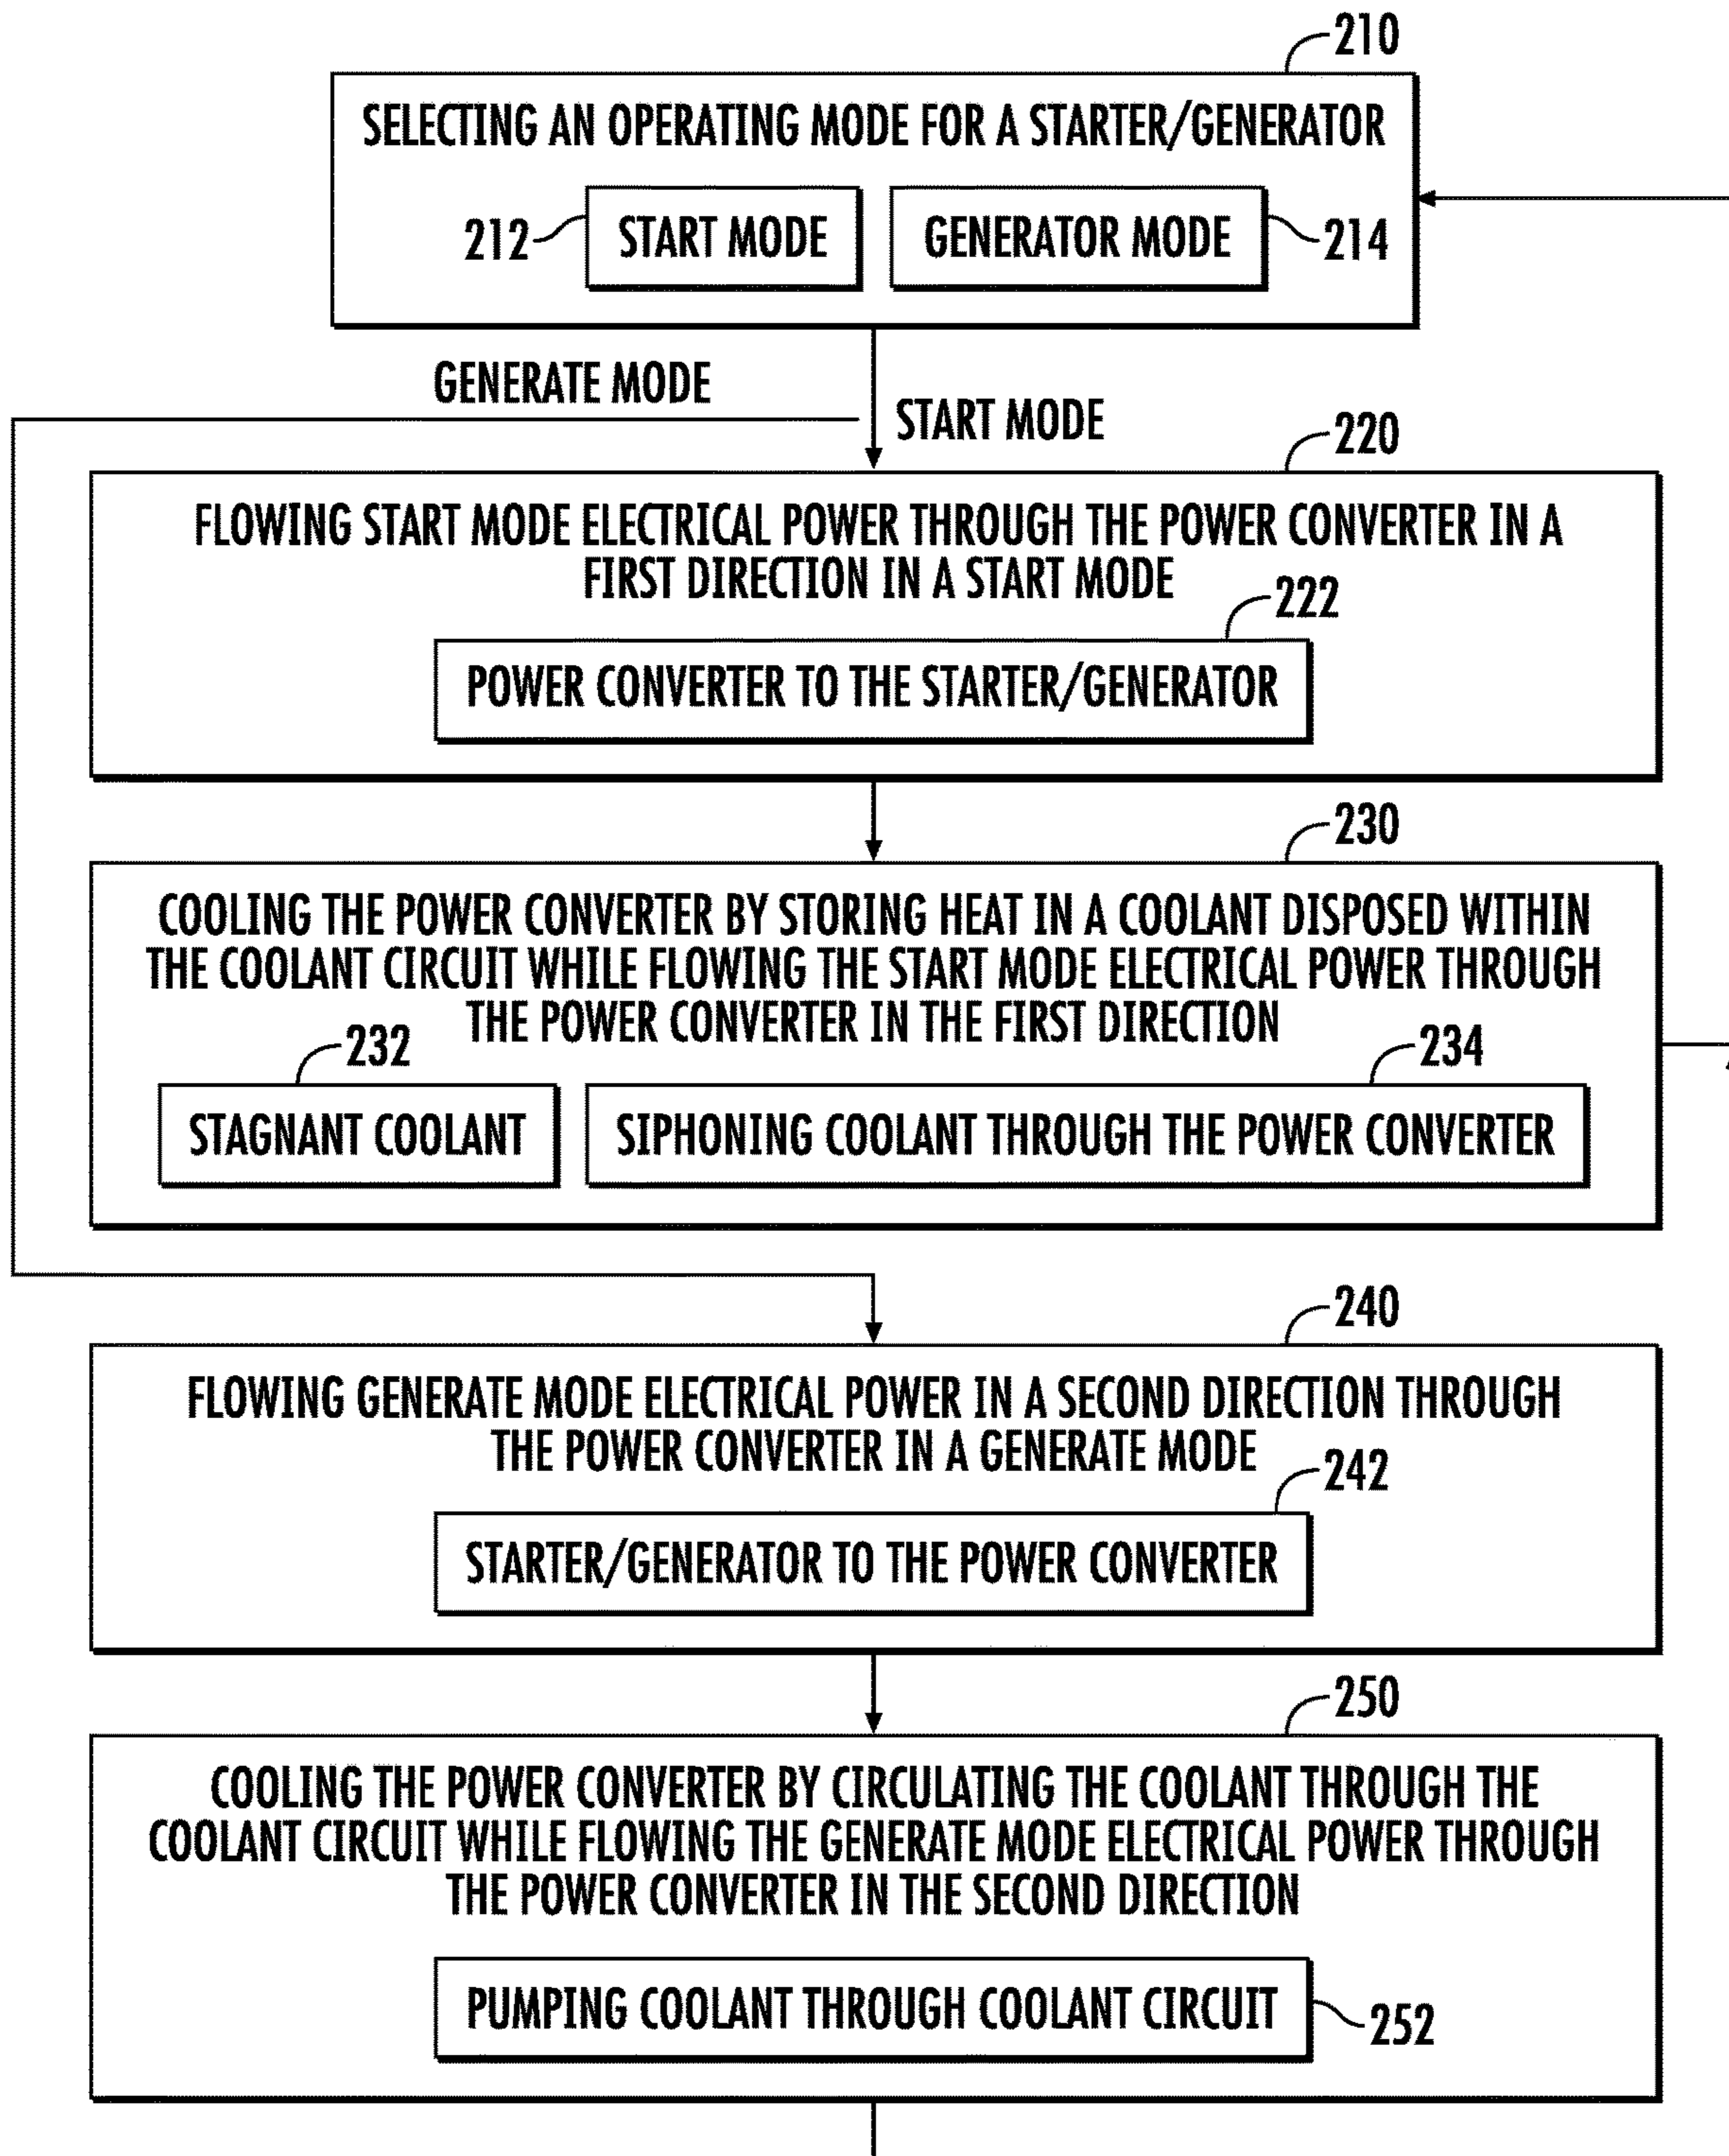 210
SELECTING AN OPERATING MODE FOR A STARTER/GENERATOR
212
START MODE
GENERATOR MODE
214
GENERATE MODE
START MODE
220
FLOWING START MODE ELECTRICAL POWER THROUGH THE POWER CONVERTER IN A
FIRST DIRECTION IN A START MODE
222
POWER CONVERTER TO THE STARTER/GENERATOR
230
COOLING THE POWER CONVERTER BY STORING HEAT IN A COOLANT DISPOSED WITHIN
THE COOLANT CIRCUIT WHILE FLOWING THE START MODE ELECTRICAL POWER THROUGH
THE POWER CONVERTER IN THE FIRST DIRECTION
232
234
STAGNANT COOLANT
SIPHONING COOLANT THROUGH THE POWER CONVERTER
240
FLOWING GENERATE MODE ELECTRICAL POWER IN A SECOND DIRECTION THROUGH
THE POWER CONVERTER IN A GENERATE MODE
242
STARTER/GENERATOR TO THE POWER CONVERTER
250
COOLING THE POWER CONVERTER BY CIRCULATING THE COOLANT THROUGH THE
COOLANT CIRCUIT WHILE FLOWING THE GENERATE MODE ELECTRICAL POWER THROUGH
THE POWER CONVERTER IN THE SECOND DIRECTION
PUMPING COOLANT THROUGH COOLANT CIRCUIT
252